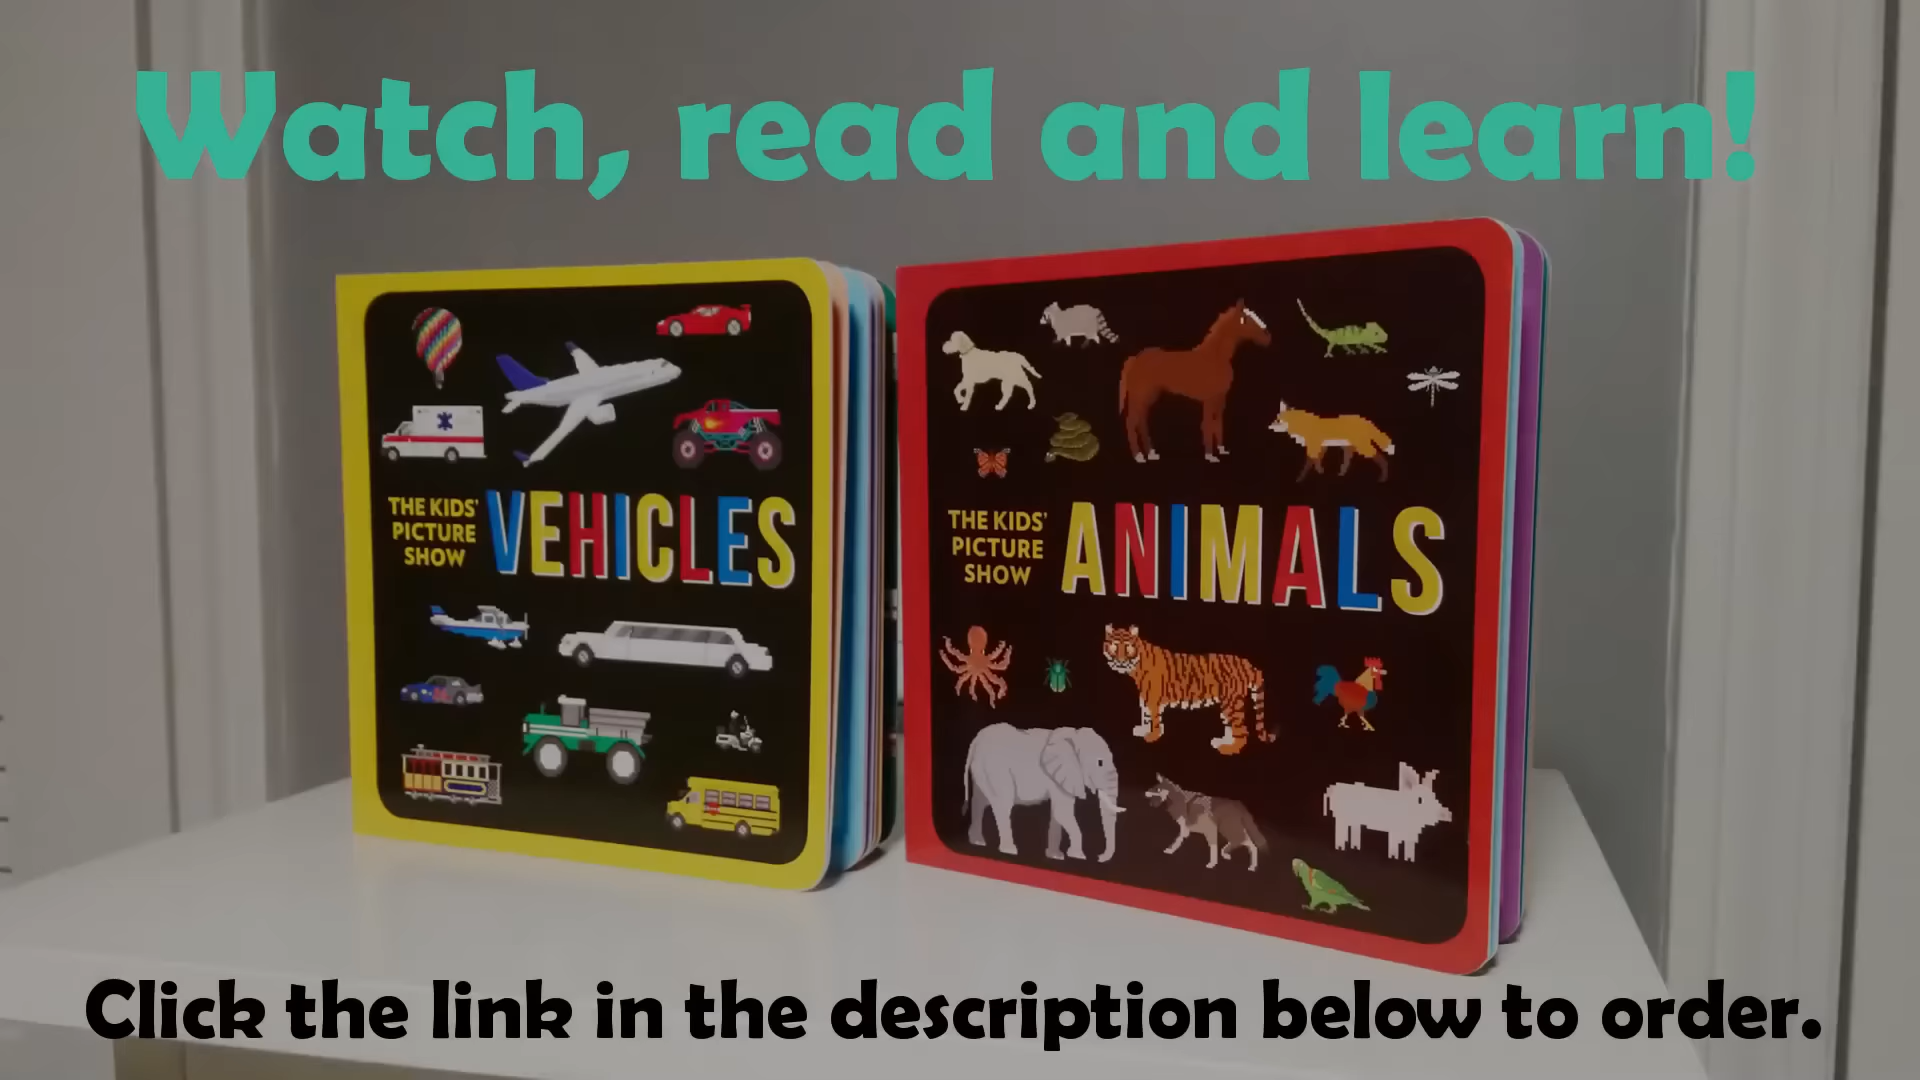 Watch, read and learn!
THE KIDS'
PICTURE
SHOW
VEHICLES
THE KIDS'
PICTURE
SHOW
ANIMALS
Click the link in the description below to order.